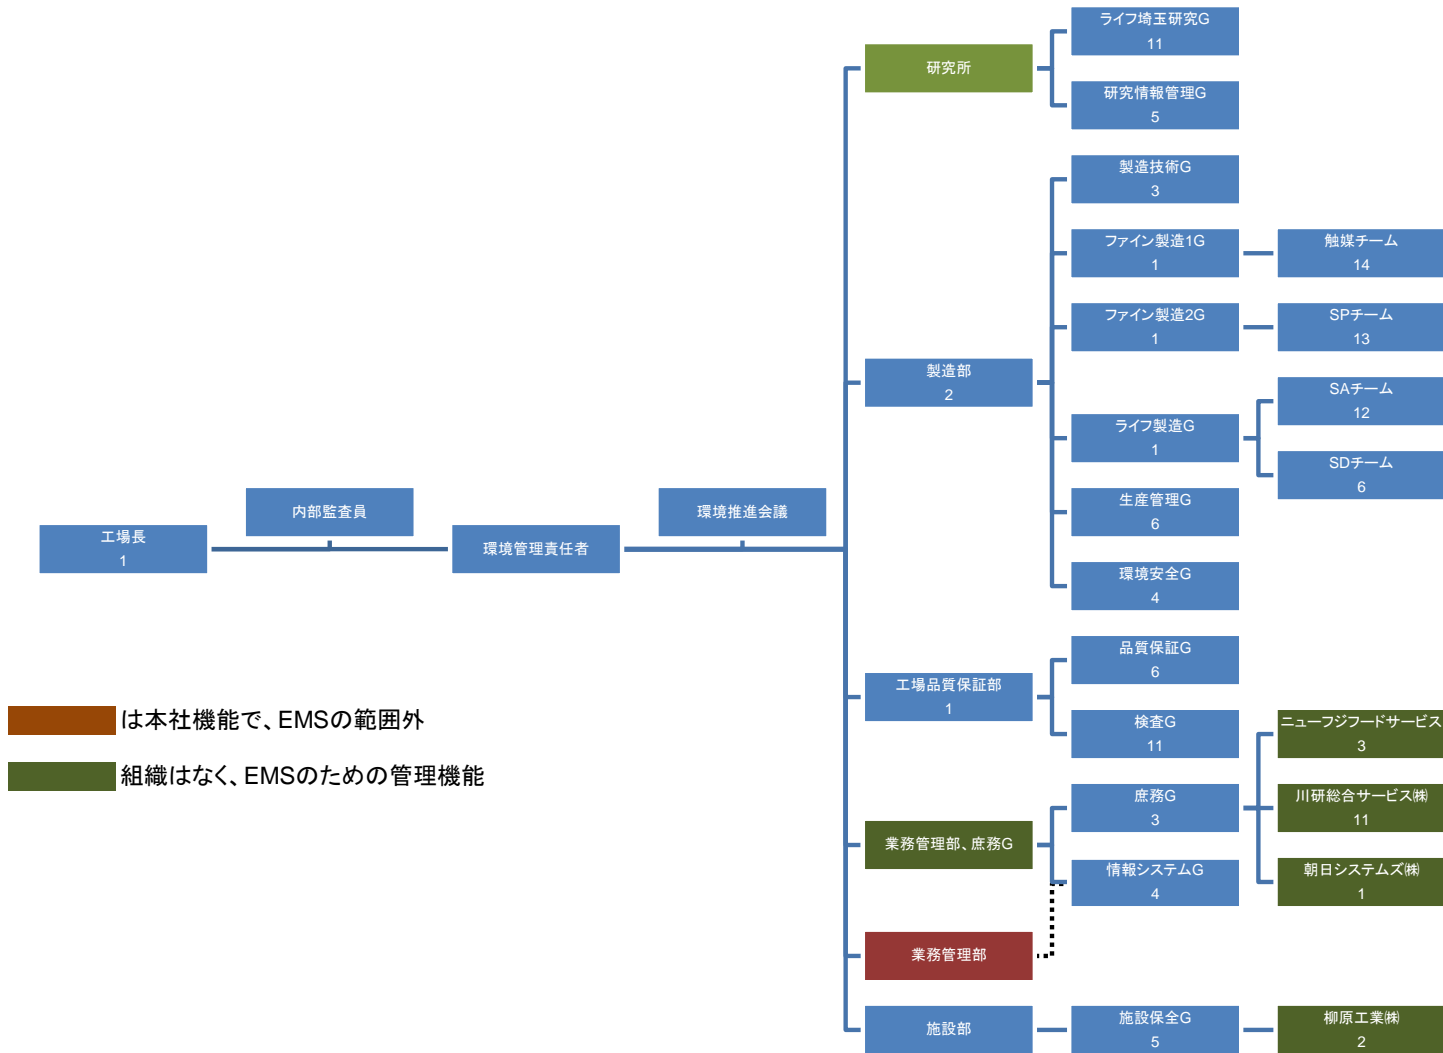 ライフ埼玉研究G
11
研究所
研究情報管理G
5
製造技術G
3
ファイン製造1G
1
触媒チーム
14
ファイン製造2G
1
SPチーム
13
製造部
2
SAチーム
12
ライフ製造G
1
SDチーム
6
内部監査員
環境推進会議
生産管理G
6
工場長
1
環境管理責任者
環境安全G
4
品質保証G
6
工場品質保証部
1
検査G
11
ニューフジフードサービス
3
は本社機能で、EMSの範囲外
組織はなく、EMSのための管理機能
庶務G
3
川研総合サービス㈱
11
業務管理部、庶務G
情報システムG
4
朝日システムズ㈱
1
業務管理部
施設部
施設保全G
5
柳原工業㈱
2